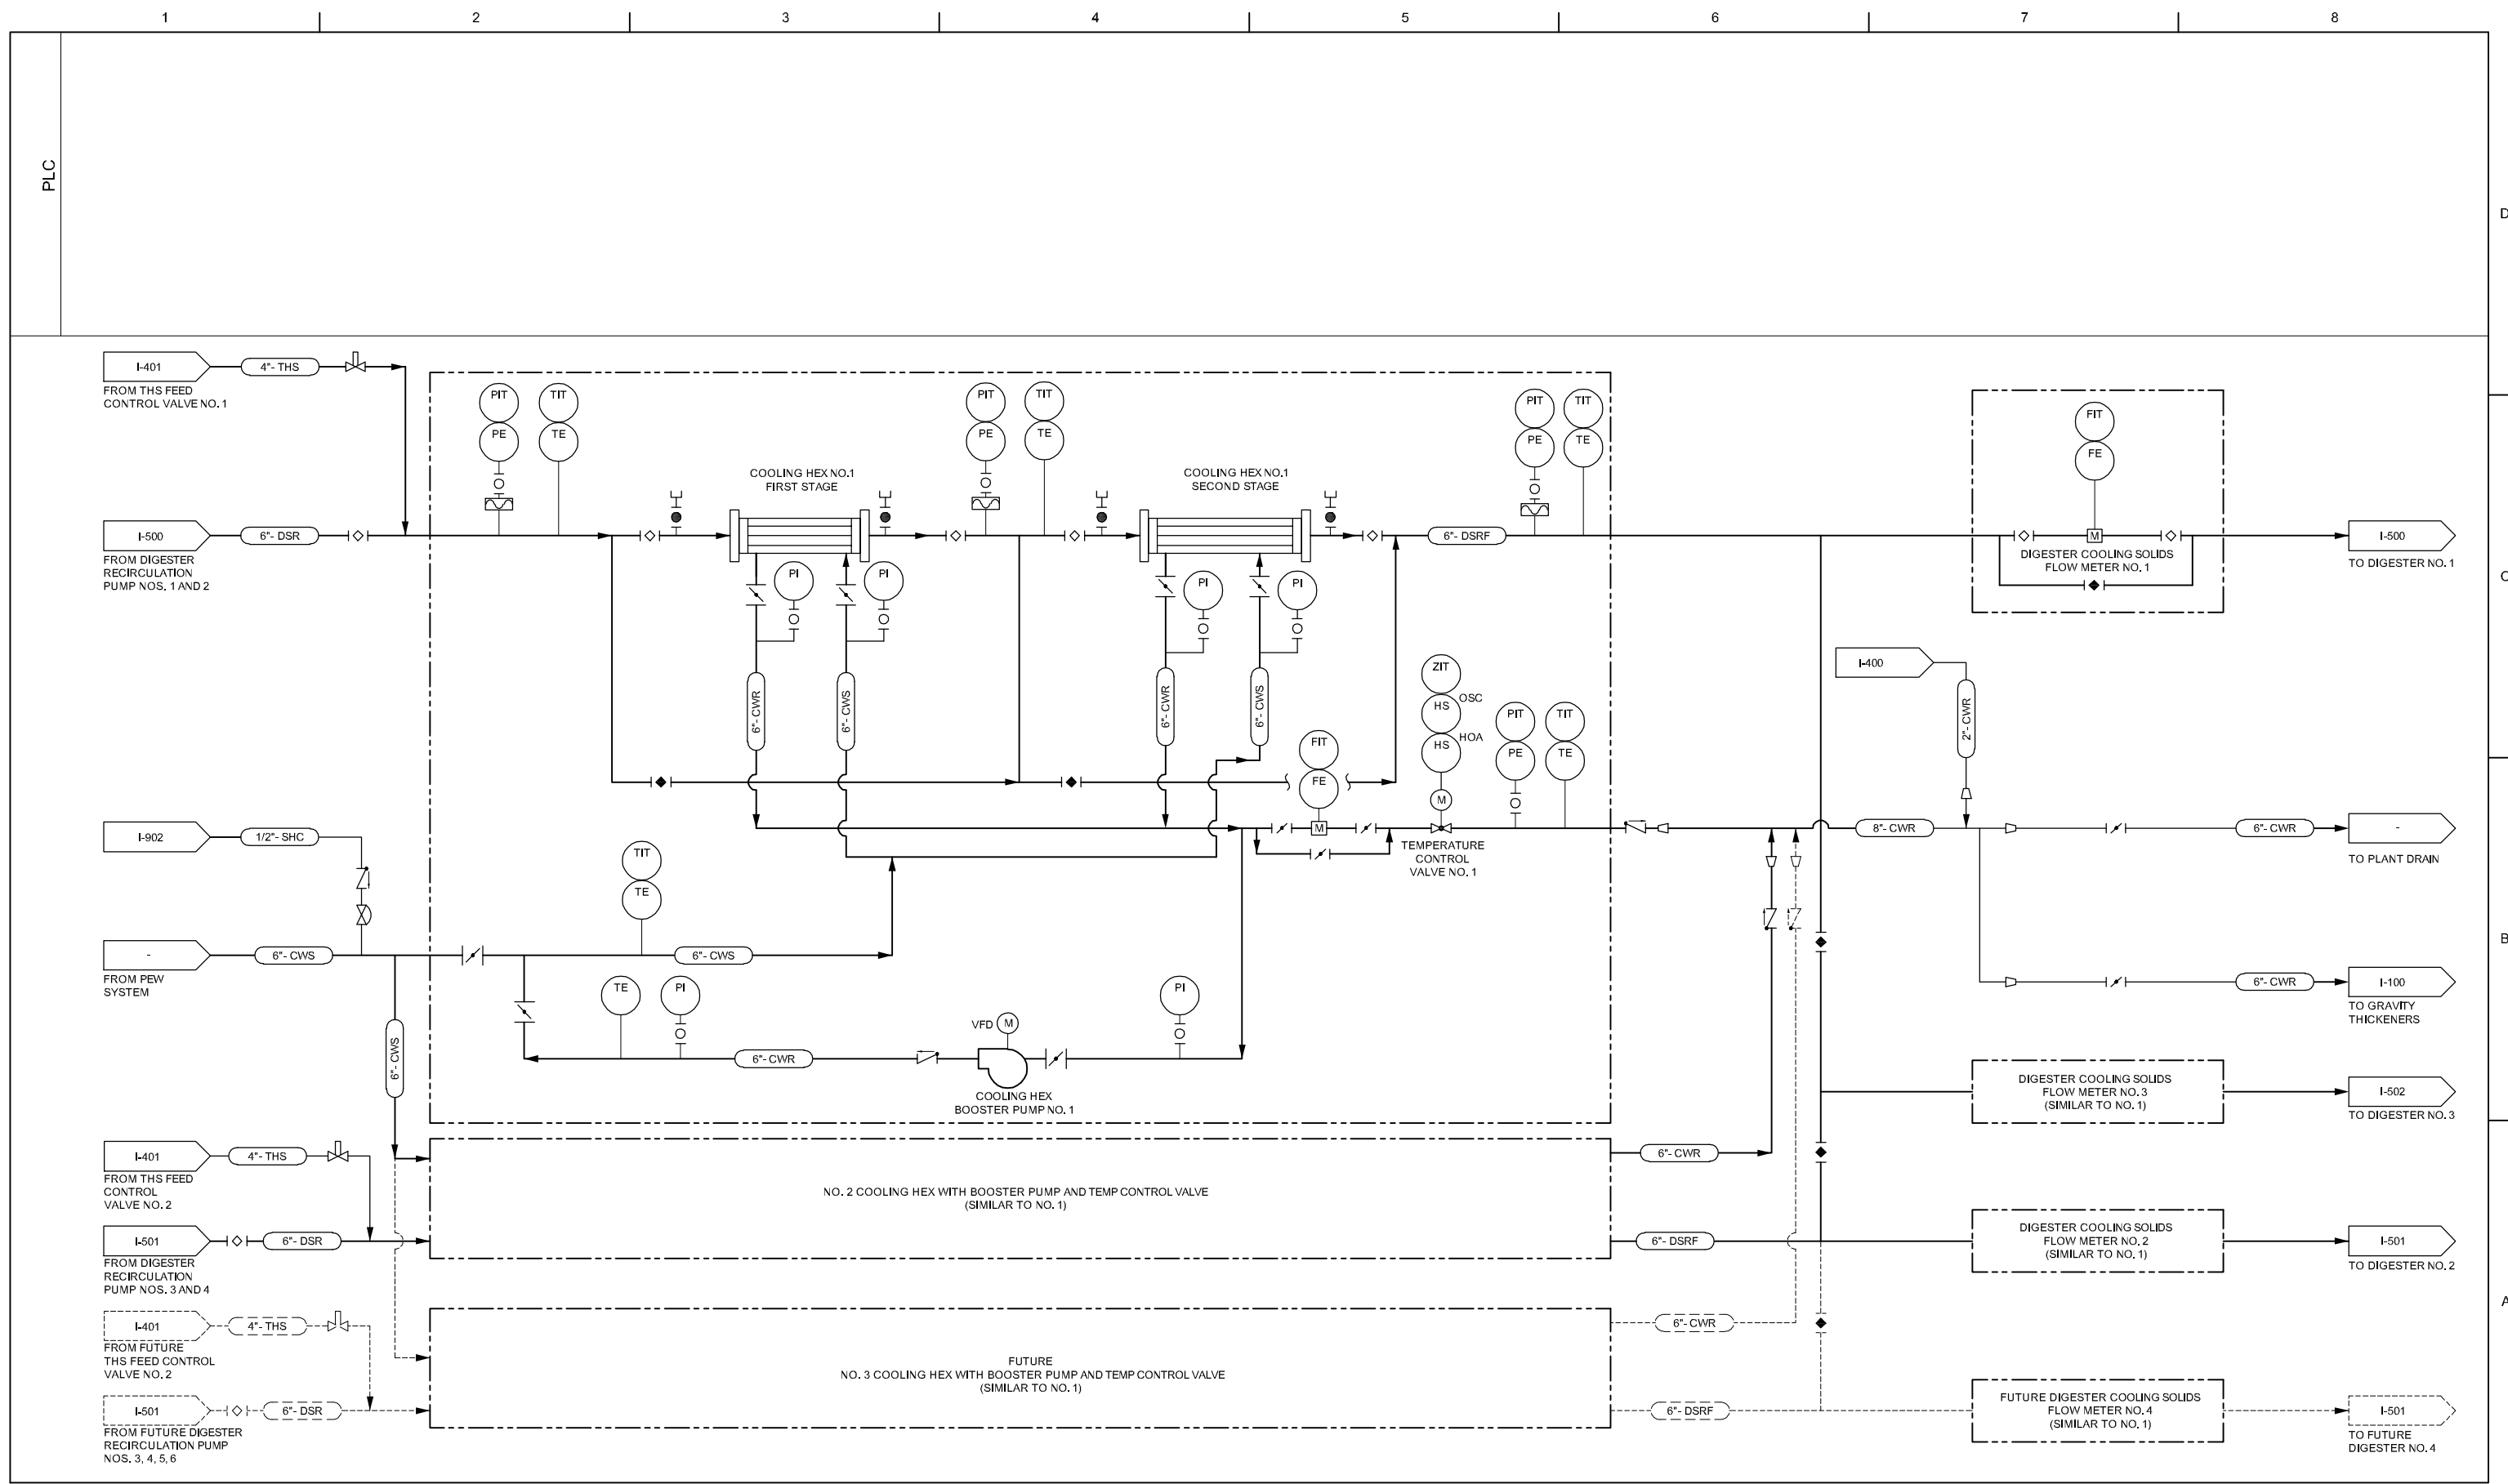 1 2 3 4 5 6 7 8
PLC
D
I-401
4"- THS
FROM THS FEED
CONTROL VALVE NO. 1
PIT
TIT
PE
TE
PIT
TIT
PE
TE
PIT
TIT
PE
TE
FIT
FE
COOLING HEX NO.1
FIRST STAGE
COOLING HEX NO.1
SECOND STAGE
I-500
6"- DSR
FROM DIGESTER
RECIRCULATION
PUMP NOS. 1 AND 2
6"- DSRF
M
DIGESTER COOLING SOLIDS
FLOW METER NO. 1
I-500
TO DIGESTER NO. 1
C
PI
PI
PI
PI
6"- CWR
6"- CWS
6"- CWR
6"- CWS
ZIT
HS
OSC
HS
HOA
M
FIT
FE
M
PIT
PE
TIT
TE
I-400
2"- CWR
TEMPERATURE
CONTROL
VALVE NO. 1
8"- CWR
6"- CWR
-
TO PLANT DRAIN
I-902
1/2"- SHC
TIT
TE
-
6"- CWS
FROM PEW
SYSTEM
6"- CWS
B
TE
PI
PI
6"- CWR
I-100
TO GRAVITY
THICKENERS
VFD
M
6"- CWR
COOLING HEX
BOOSTER PUMP NO. 1
6"- CWS
DIGESTER COOLING SOLIDS
FLOW METER NO. 3
(SIMILAR TO NO. 1)
I-502
TO DIGESTER NO. 3
I-401
4"- THS
FROM THS FEED
CONTROL
VALVE NO. 2
6"- CWR
NO. 2 COOLING HEX WITH BOOSTER PUMP AND TEMP CONTROL VALVE
(SIMILAR TO NO. 1)
I-501
6"- DSR
FROM DIGESTER
RECIRCULATION
PUMP NOS. 3 AND 4
6"- DSRF
DIGESTER COOLING SOLIDS
FLOW METER NO. 2
(SIMILAR TO NO. 1)
I-501
TO DIGESTER NO. 2
A
I-401
4"- THS
FROM FUTURE
THS FEED CONTROL
VALVE NO. 2
6"- CWR
FUTURE
NO. 3 COOLING HEX WITH BOOSTER PUMP AND TEMP CONTROL VALVE
(SIMILAR TO NO. 1)
I-501
6"- DSR
FROM FUTURE DIGESTER
RECIRCULATION PUMP
NOS. 3, 4, 5, 6
6"- DSRF
FUTURE DIGESTER COOLING SOLIDS
FLOW METER NO. 4
(SIMILAR TO NO. 1)
I-501
TO FUTURE
DIGESTER NO. 4